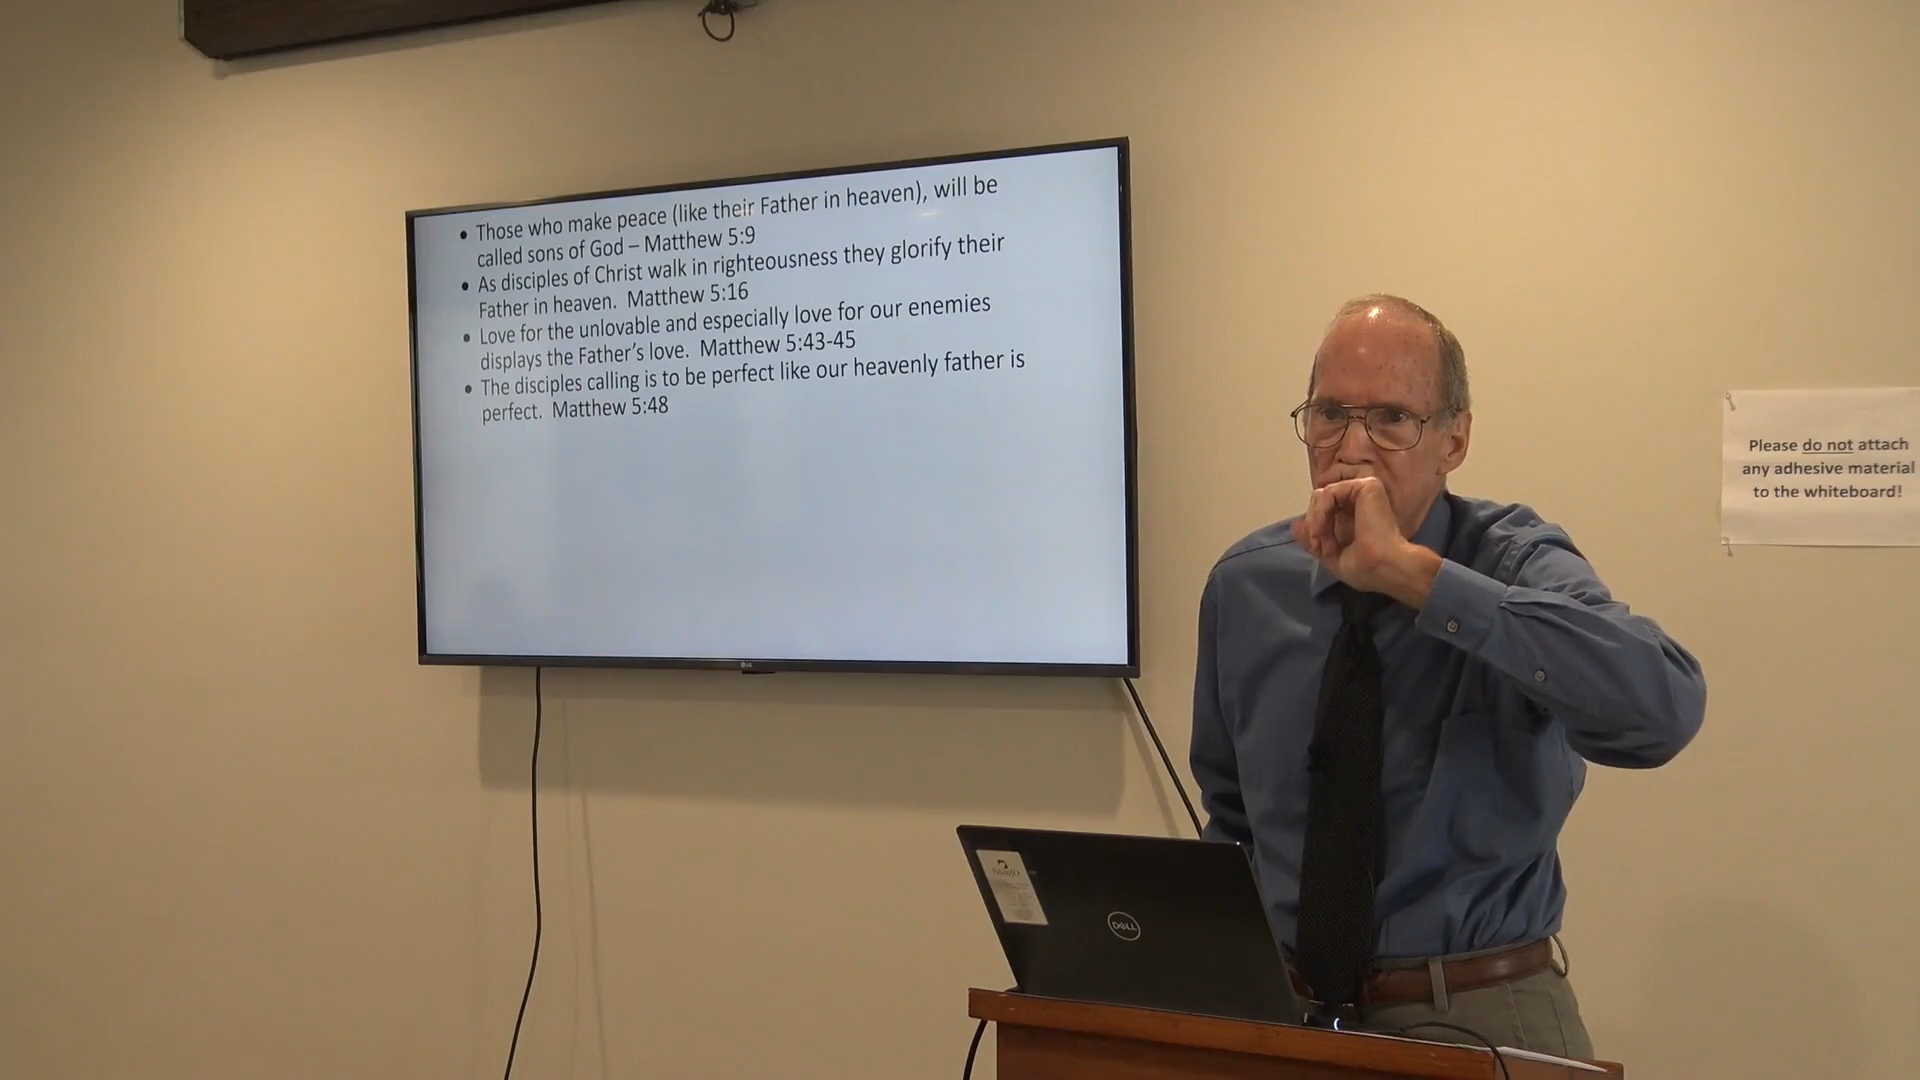 • Those who make peace (like their Father in heaven), will be
called sons of God – Matthew 5:9
• As disciples of Christ walk in righteousness they glorify their
Father in heaven.  Matthew 5:16
• Love for the unlovable and especially love for our enemies
displays the Father's love.  Matthew 5:43-45
• The disciples calling is to be perfect like our heavenly father is
perfect.  Matthew 5:48
LG
Please do not attach
any adhesive material
to the whiteboard!
DELL